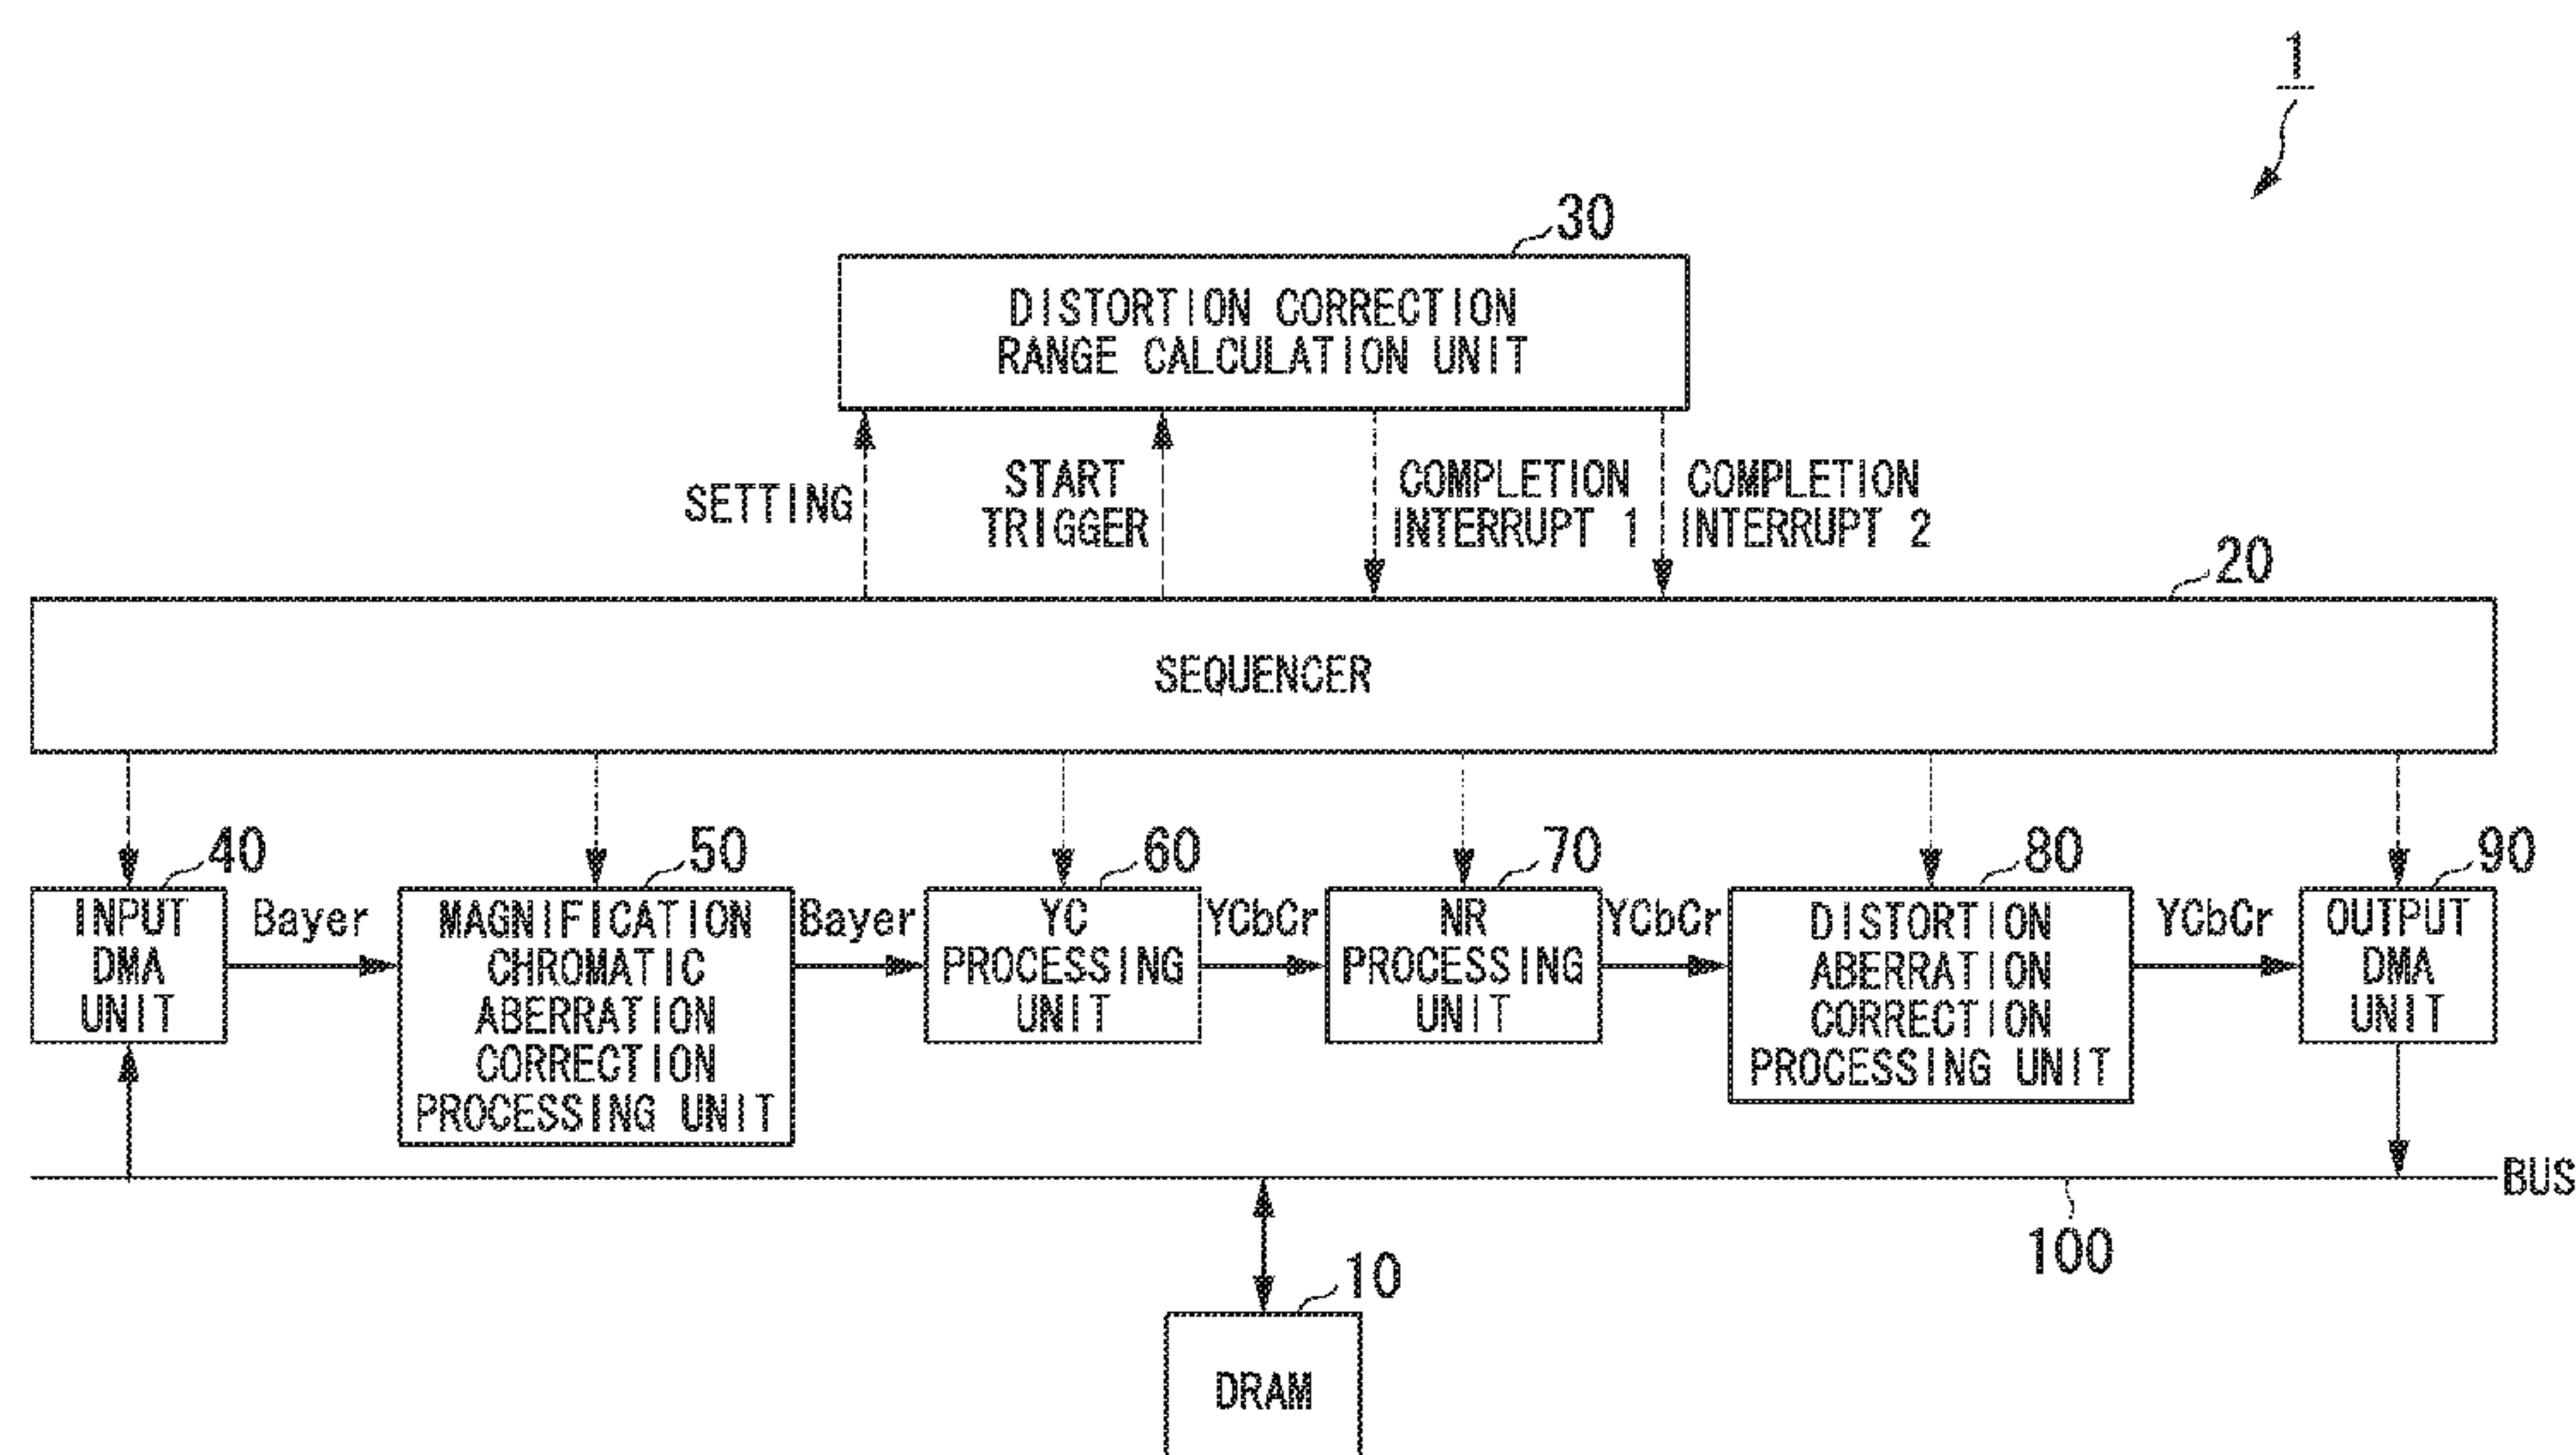 1
30
DISTORTION CORRECTION
RANGE CALCULATION UNIT
SETTING
START
TRIGGER
COMPLETION
INTERRUPT 1
COMPLETION
INTERRUPT 2
20
SEQUENCER
40
INPUT
DMA
UNIT
Bayer
50
MAGNIFICATION
CHROMATIC
ABERRATION
CORRECTION
PROCESSING UNIT
Bayer
60
YC
PROCESSING
UNIT
YCbCr
70
NR
PROCESSING
UNIT
YCbCr
80
DISTORTION
ABERRATION
CORRECTION
PROCESSING UNIT
YCbCr
90
OUTPUT
DMA
UNIT
BUS
100
10
DRAM